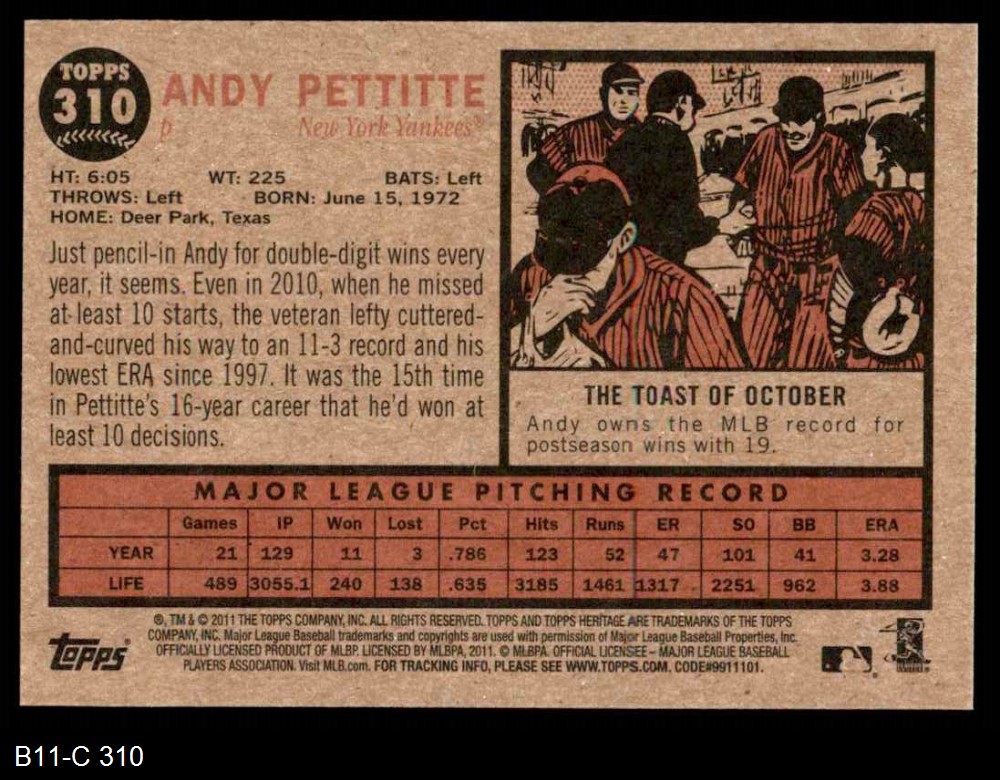 TOPPS
310
ANDY PETTITTE
p New York Yankees®
HT: 6:05 WT: 225 BATS: Left
THROWS: Left BORN: June 15, 1972
HOME: Deer Park, Texas
Just pencil-in Andy for double-digit wins every
year, it seems. Even in 2010, when he missed
at least 10 starts, the veteran lefty cuttered-
and-curved his way to an 11-3 record and his
lowest ERA since 1997. It was the 15th time
in Pettitte's 16-year career that he'd won at
least 10 decisions.
THE TOAST OF OCTOBER
Andy owns the MLB record for
postseason wins with 19.
MAJOR LEAGUE PITCHING RECORD
Games IP Won Lost Pct Hits Runs ER SO BB ERA
YEAR 21 129 11 3 .786 123 52 47 101 41 3.28
LIFE 489 3055.1 240 138 .635 3185 1461 1317 2251 962 3.88
®, TM & © 2011 THE TOPPS COMPANY, INC. ALL RIGHTS RESERVED. TOPPS AND TOPPS HERITAGE ARE TRADEMARKS OF THE TOPPS
COMPANY, INC. Major League Baseball trademarks and copyrights are used with permission of Major League Baseball Properties, Inc.
OFFICIALLY LICENSED PRODUCT OF MLBP. LICENSED BY MLBPA, 2011. © MLBPA. OFFICIAL LICENSEE – MAJOR LEAGUE BASEBALL
PLAYERS ASSOCIATION. Visit MLB.com. FOR TRACKING INFO, PLEASE SEE WWW.TOPPS.COM. CODE#9911101.
Topps®
B11-C 310